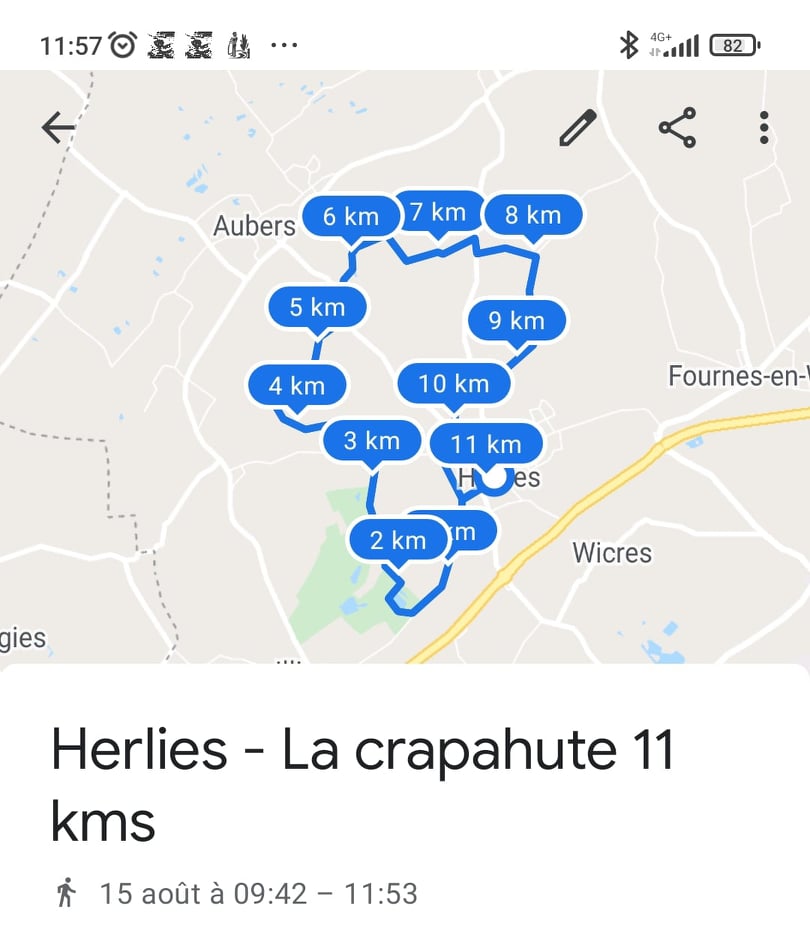 11:57
4G+
82
Aubers
6 km
7 km
8 km
5 km
9 km
4 km
10 km
Fournes-en-
3 km
11 km
H es
2 km
km
Wicres
gies
Herlies - La crapahute 11
kms
15 août à 09:42 – 11:53